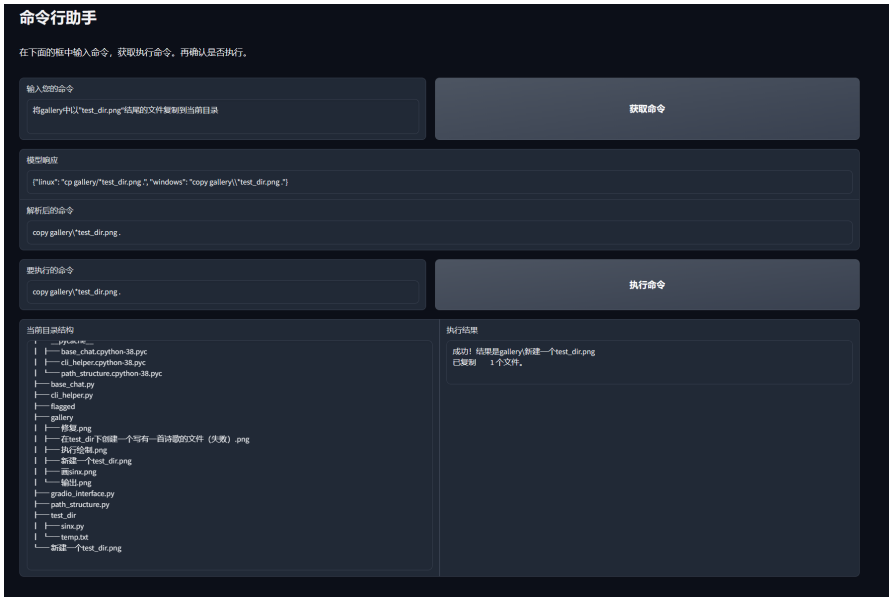 命令行助手
在下面的框中输入命令，获取执行命令。再确认是否执行。
输入您的命令
将gallery中以"test_dir.png"结尾的文件复制到当前目录
获取命令
模型响应
{"linux": "cp gallery/*test_dir.png .", "windows": "copy gallery\\*test_dir.png ."}
解析后的命令
copy gallery\*test_dir.png .
要执行的命令
copy gallery\*test_dir.png .
执行命令
当前目录结构
│ ├──__pycache__
│ ├──base_chat.cpython-38.pyc
│ ├──cli_helper.cpython-38.pyc
│ └──path_structure.cpython-38.pyc
├──base_chat.py
├──cli_helper.py
├──flagged
├──gallery
│ ├──修复.png
│ ├──在test_dir下创建一个写有一首诗歌的文件（失败）.png
│ ├──执行绘制.png
│ ├──新建一个test_dir.png
│ ├──画sinx.png
│ └──输出.png
├──gradio_interface.py
├──path_structure.py
├──test_dir
│ ├──sinx.py
│ └──temp.txt
└──新建一个test_dir.png
执行结果
成功！结果是gallery\新建一个test_dir.png
已复制 1 个文件。